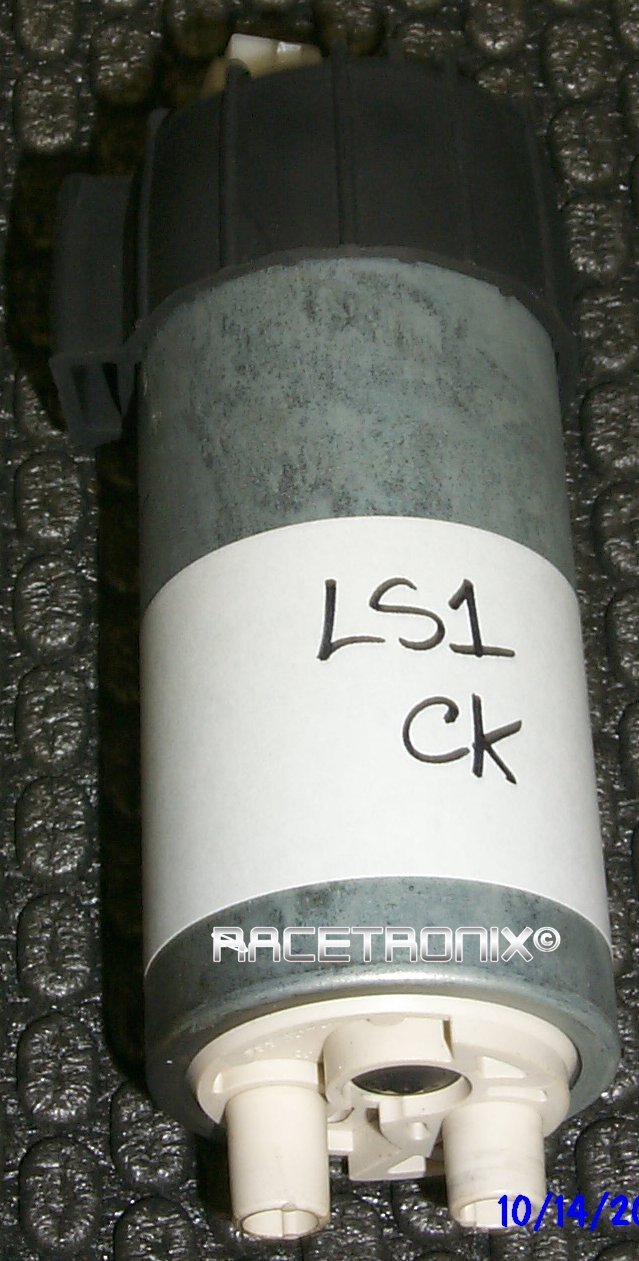 LS1
CK
RACETRONIX©
10/14/20